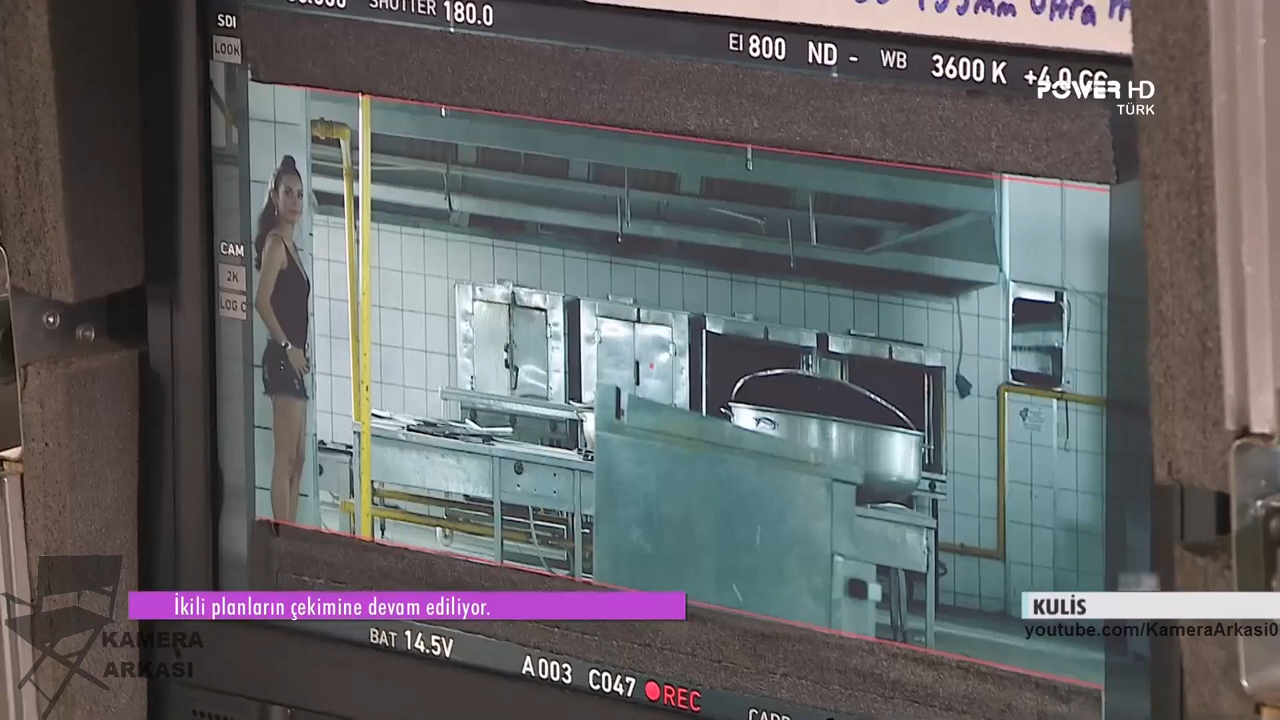 SHUTTER 180.0
SDI
LOOK
EI 800 ND - WB 3600 K
POWER HD
TÜRK
CAM
2K
LOG C
İkili planların çekimine devam ediliyor.
KULİS
youtube.com/KameraArkasi0
KAMERA
ARKASI
BAT 14.5V
A003 C047 REC